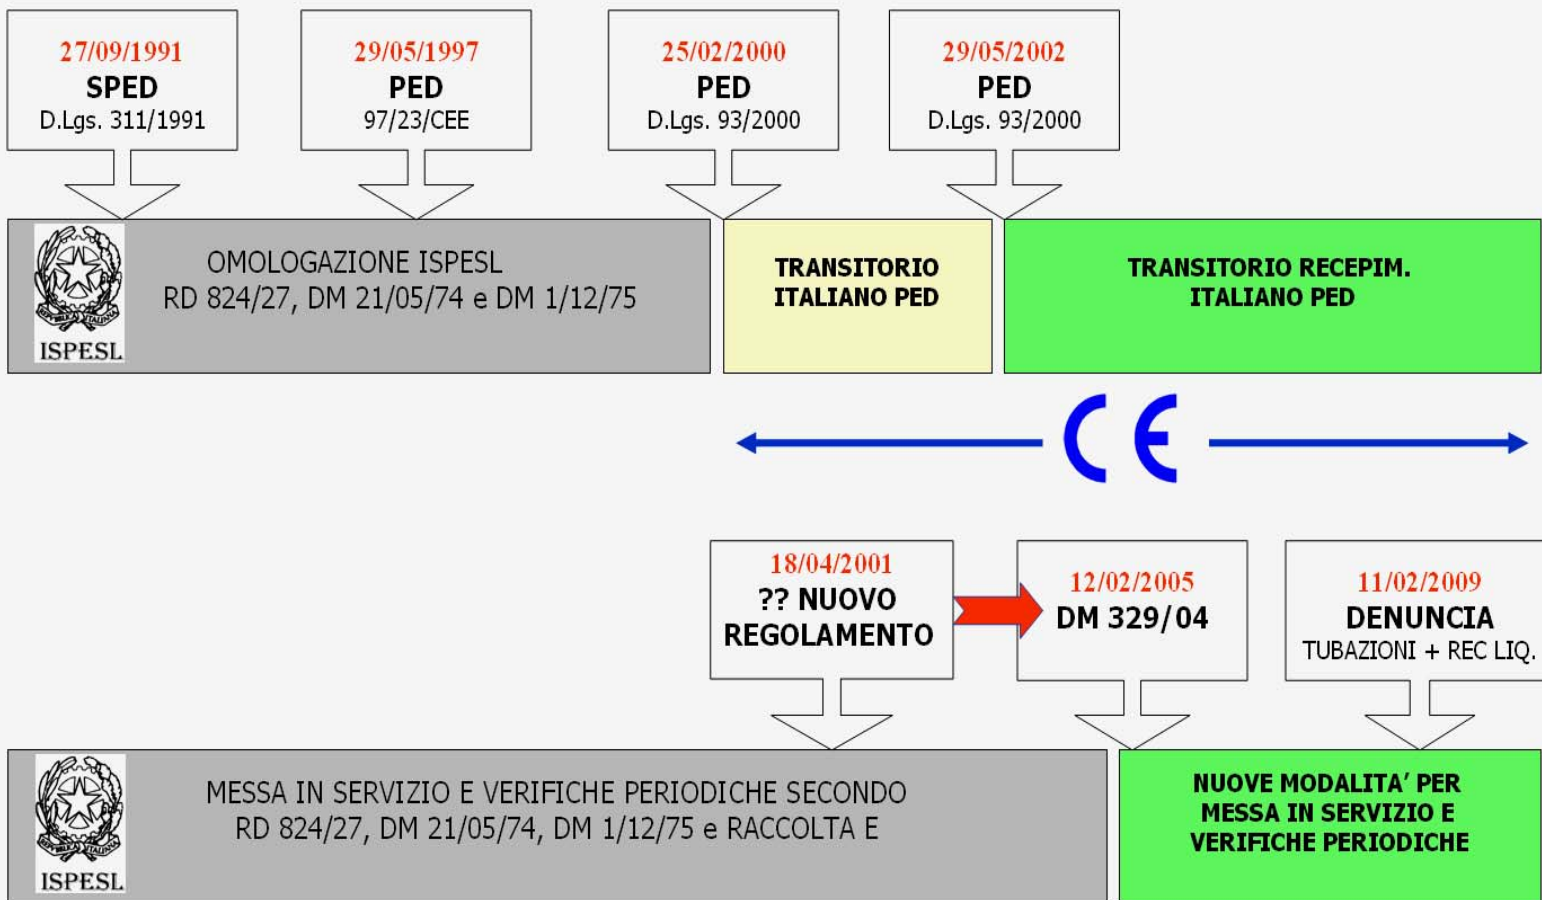 27/09/1991
SPED
D.Lgs. 311/1991
29/05/1997
PED
97/23/CEE
25/02/2000
PED
D.Lgs. 93/2000
29/05/2002
PED
D.Lgs. 93/2000
ISPESL
OMOLOGAZIONE ISPESL
RD 824/27, DM 21/05/74 e DM 1/12/75
TRANSITORIO
ITALIANO PED
TRANSITORIO RECEPIM.
ITALIANO PED
CE
18/04/2001
?? NUOVO
REGOLAMENTO
12/02/2005
DM 329/04
11/02/2009
DENUNCIA
TUBAZIONI + REC LIQ.
ISPESL
MESSA IN SERVIZIO E VERIFICHE PERIODICHE SECONDO
RD 824/27, DM 21/05/74, DM 1/12/75 e RACCOLTA E
NUOVE MODALITA' PER
MESSA IN SERVIZIO E
VERIFICHE PERIODICHE